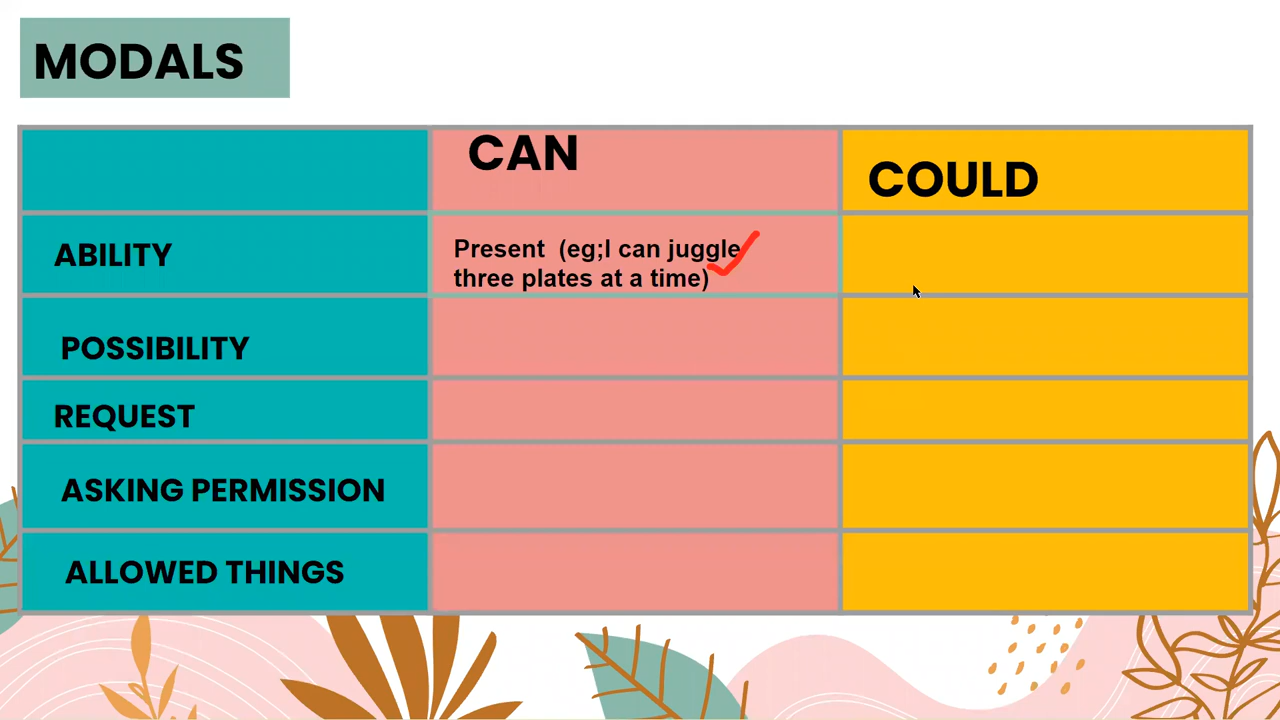 MODALS
CAN
COULD
ABILITY
Present (eg;I can juggle
three plates at a time)
POSSIBILITY
REQUEST
ASKING PERMISSION
ALLOWED THINGS